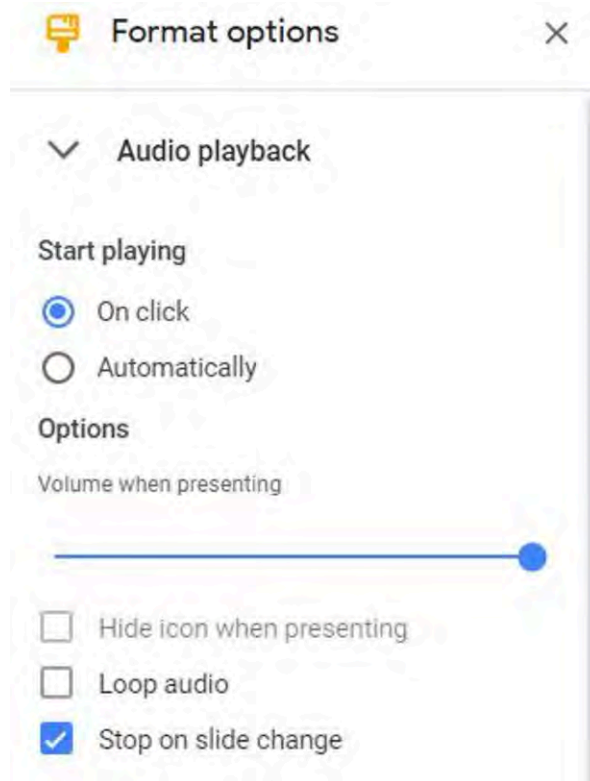 Format options
Audio playback
Start playing
On click
Automatically
Options
Volume when presenting
Hide icon when presenting
Loop audio
Stop on slide change